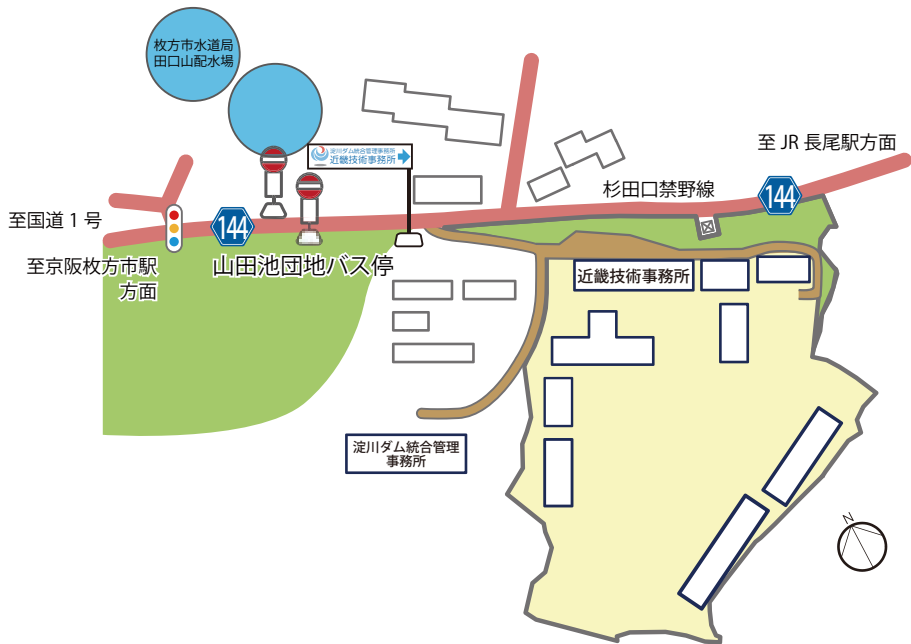 枚方市水道局
田口山配水場
淀川ダム統合管理事務所
近畿技術事務所
至 JR 長尾駅方面
杉田口禁野線
144
至国道 1 号
144
山田池団地バス停
至京阪枚方市駅
方面
近畿技術事務所
淀川ダム統合管理
事務所
N